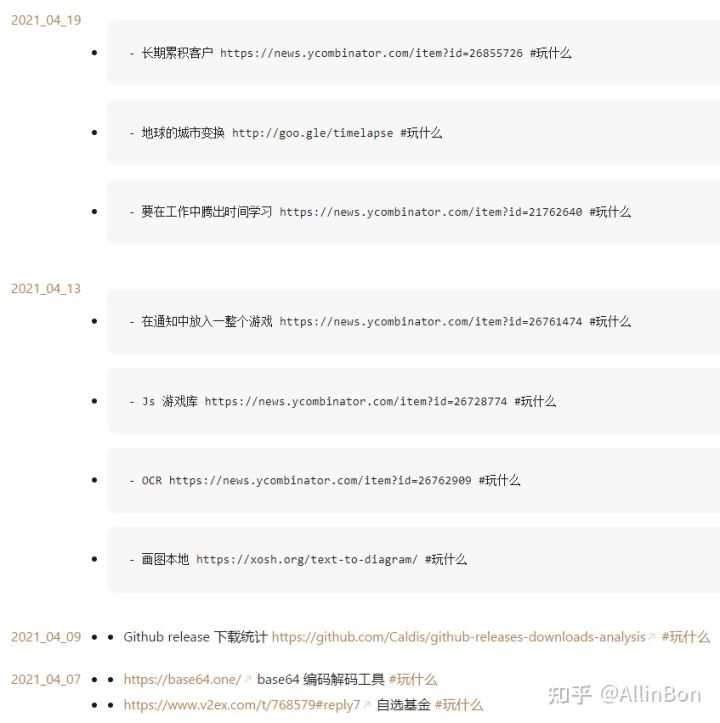 2021_04_19
- 长期累积客户 https://news.ycombinator.com/item?id=26855726 #玩什么
- 地球的城市变换 http://goo.gle/timelapse #玩什么
- 要在工作中腾出时间学习 https://news.ycombinator.com/item?id=21762640 #玩什么
2021_04_13
- 在通知中放入一整个游戏 https://news.ycombinator.com/item?id=26761474 #玩什么
- Js 游戏库 https://news.ycombinator.com/item?id=26728774 #玩什么
- OCR https://news.ycombinator.com/item?id=26762909 #玩什么
- 画图本地 https://xosh.org/text-to-diagram/ #玩什么
2021_04_09 Github release 下载统计 https://github.com/Caldis/github-releases-downloads-analysis #玩什么
2021_04_07 https://base64.one/ base64 编码解码工具 #玩什么
https://www.v2ex.com/t/768579#reply7 自选基金 #玩什么
知乎 @AllinBon